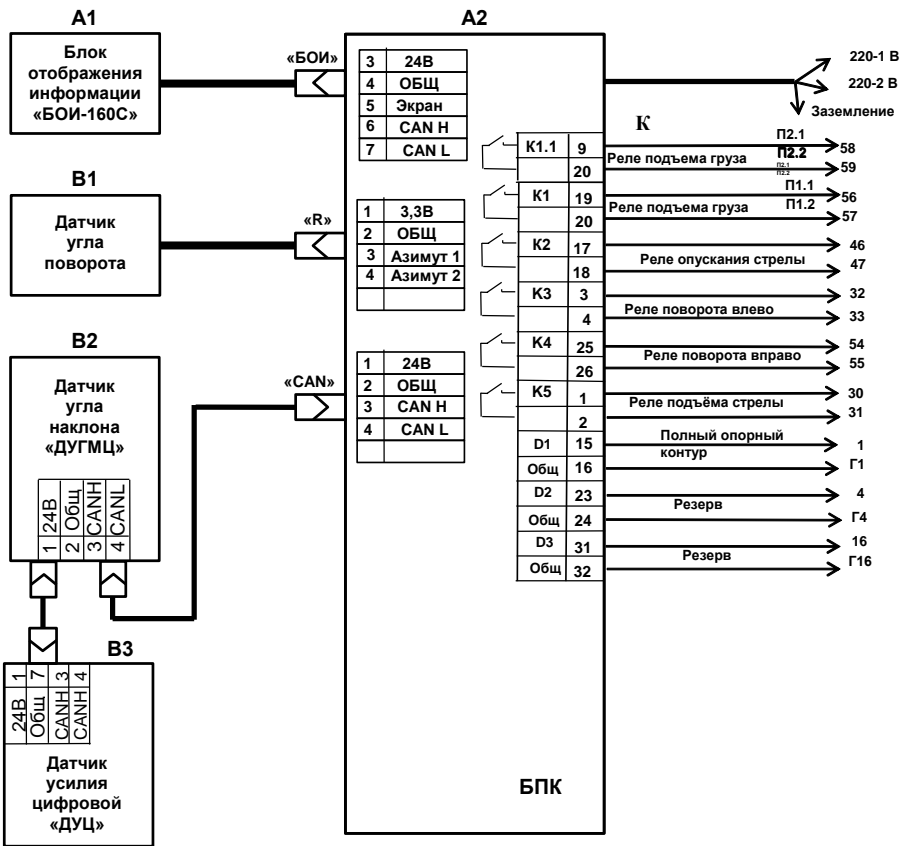 А1
Блок
отображения
информации
«БОИ-160С»
«БОИ»
В1
Датчик
угла
поворота
«R»
В2
Датчик
угла
наклона
«ДУГМЦ»
1 24В
2 Общ
3 CANH
4 CANL
«CAN»
В3
24В 1
Общ 7
CANH 3
CANH 4
Датчик
усилия
цифровой
«ДУЦ»
А2
3 24В
4 ОБЩ
5 Экран
6 CAN H
7 CAN L
1 3,3В
2 ОБЩ
3 Азимут 1
4 Азимут 2
1 24В
2 ОБЩ
3 CAN H
4 CAN L
БПК
220-1 В
220-2 В
Заземление
К
К1.1 9 П2.1 58
Реле подъема груза П2.2
П2.1
П2.2
20 59
К1 19 П1.1 56
Реле подъема груза П1.2
20 57
К2 17 46
Реле опускания стрелы
18 47
К3 3 32
Реле поворота влево
4 33
К4 25 54
Реле поворота вправо
26 55
К5 1 30
Реле подъёма стрелы
2 31
D1 15 Полный опорный 1
контур
Общ 16 Г1
D2 23 4
Резерв
Общ 24 Г4
D3 31 16
Резерв
Общ 32 Г16